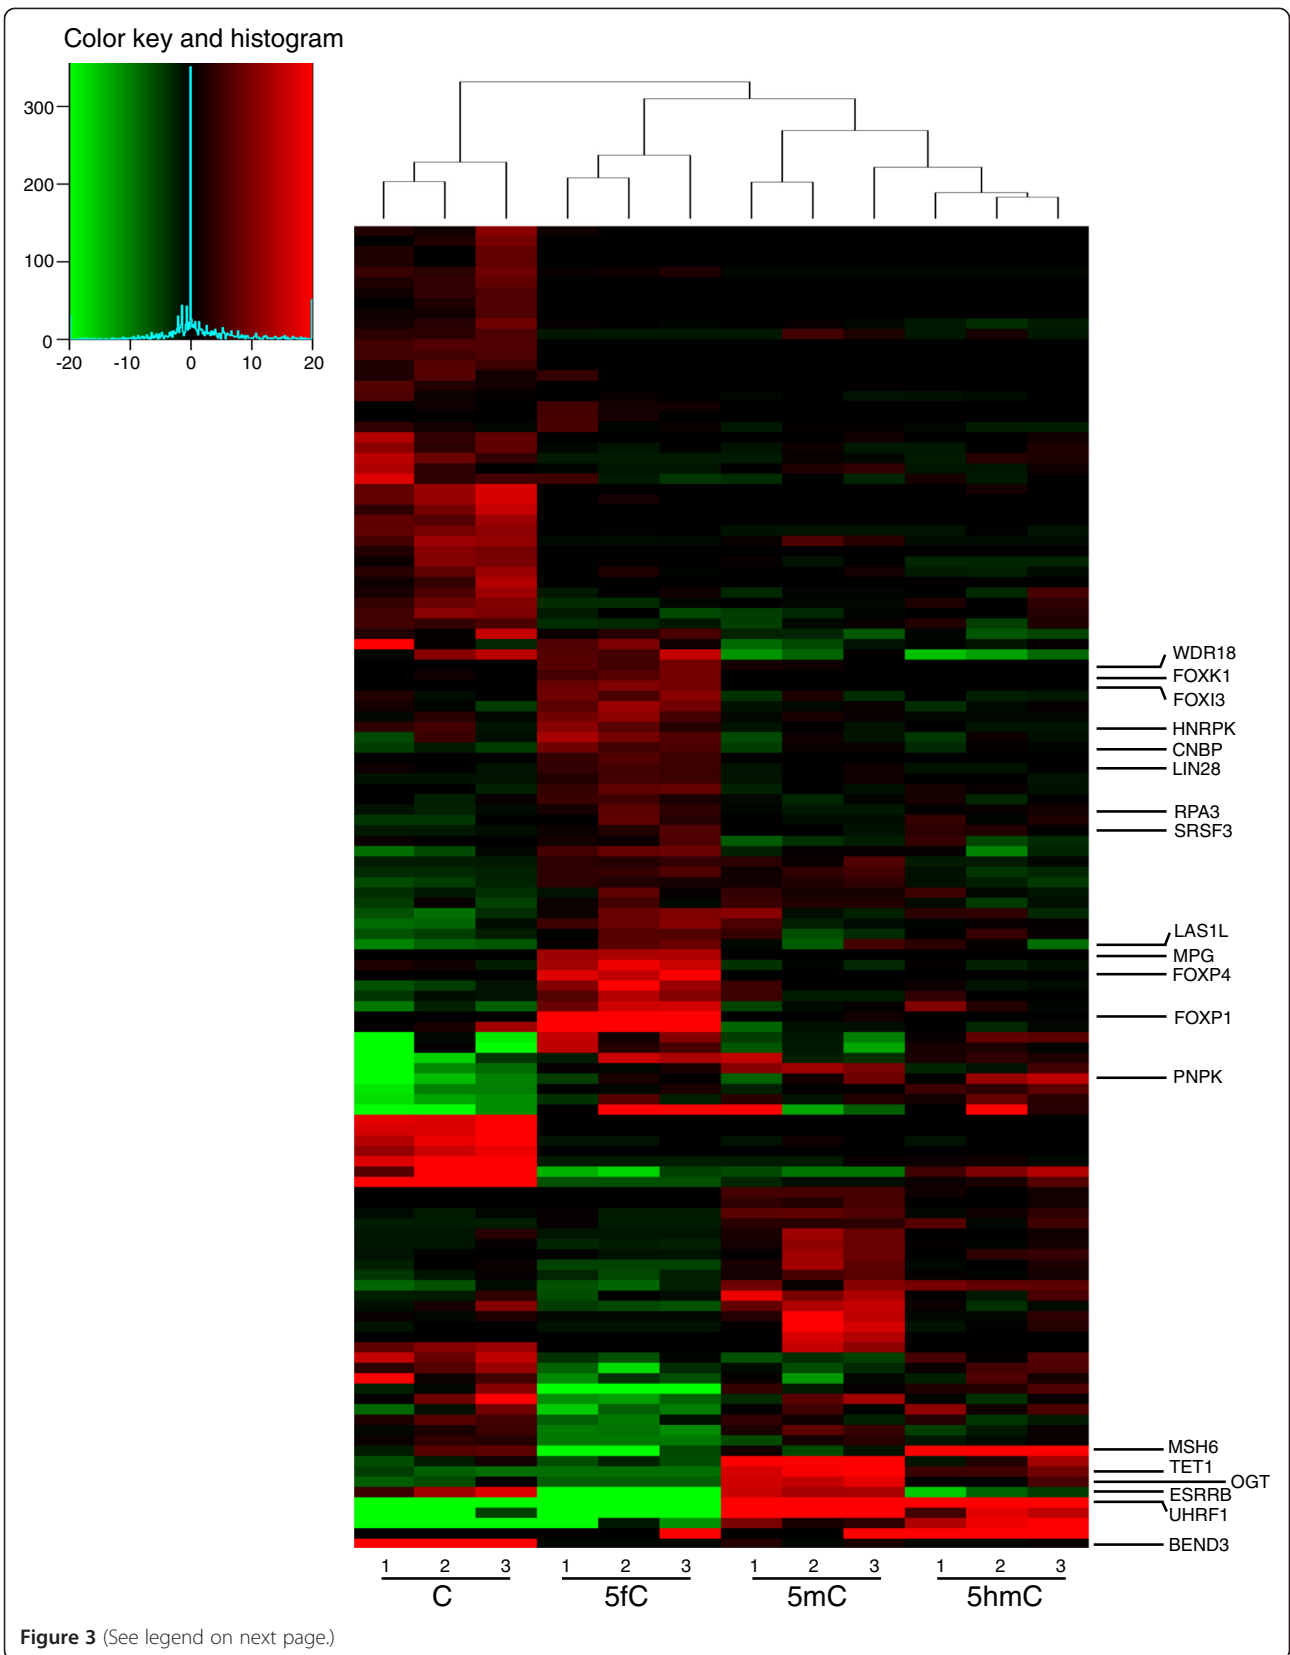 Color key and histogram
300
200
100
0
-20 -10 0 10 20
WDR18
FOXK1
FOXI3
HNRPK
CNBP
LIN28
RPA3
SRSF3
LAS1L
MPG
FOXP4
FOXP1
PNPK
MSH6
TET1
OGT
ESRRB
UHRF1
BEND3
1 2 3 1 2 3 1 2 3 1 2 3
C 5fC 5mC 5hmC
Figure 3 (See legend on next page.)